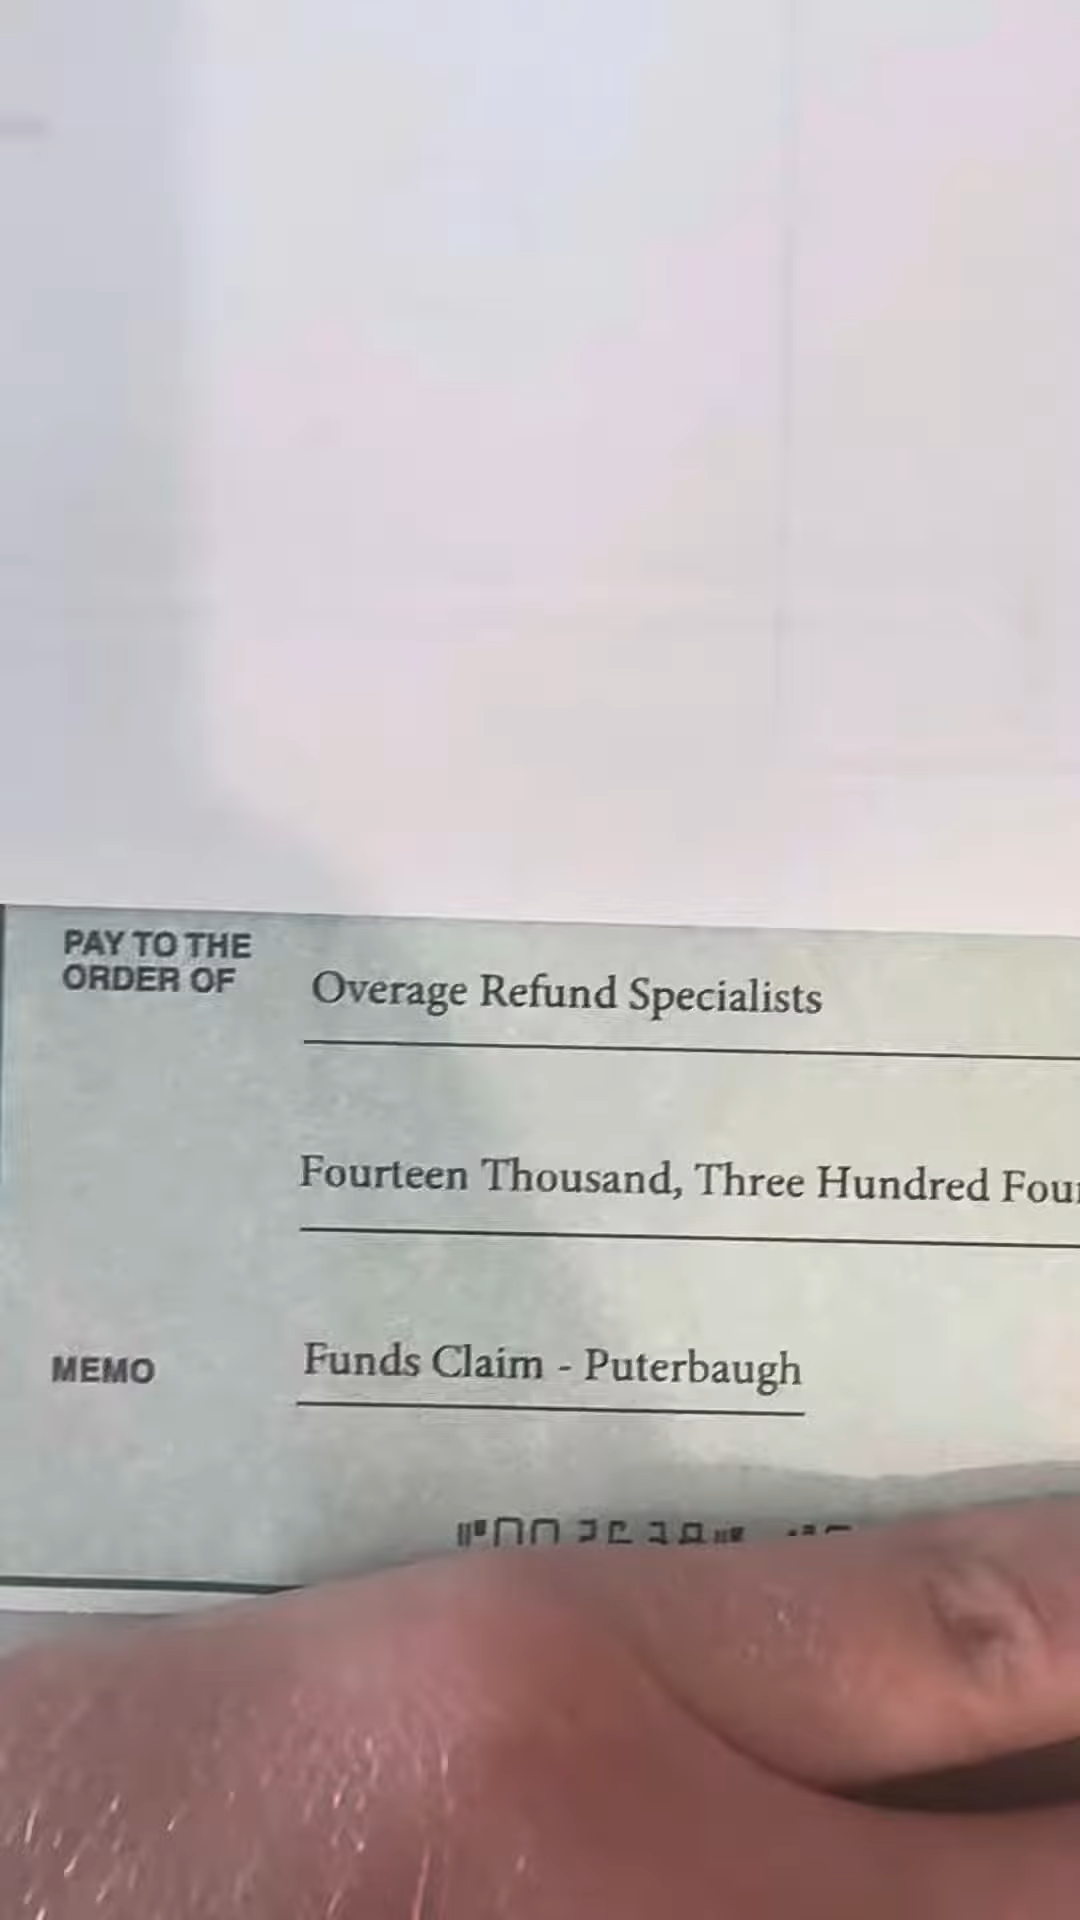 PAY TO THE
ORDER OF
Overage Refund Specialists
Fourteen Thousand, Three Hundred
MEMO
Funds Claim - Puterbaugh